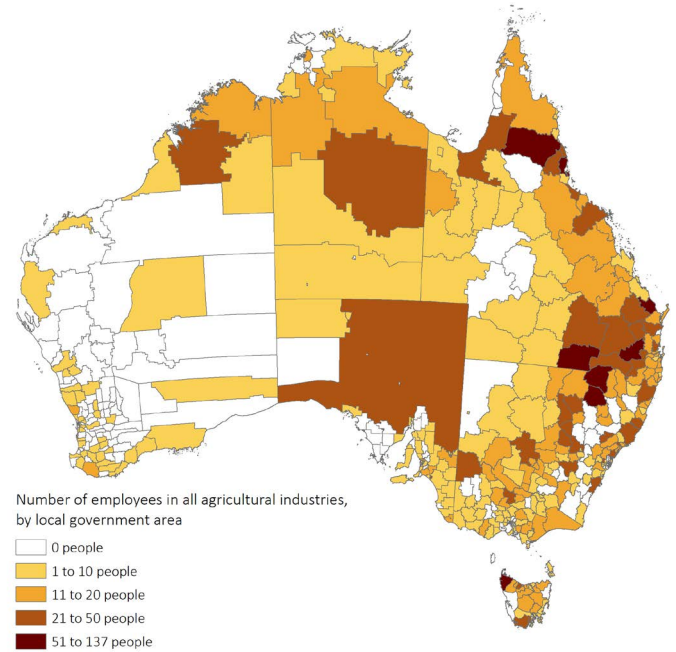 Number of employees in all agricultural industries,
by local government area
0 people
1 to 10 people
11 to 20 people
21 to 50 people
51 to 137 people